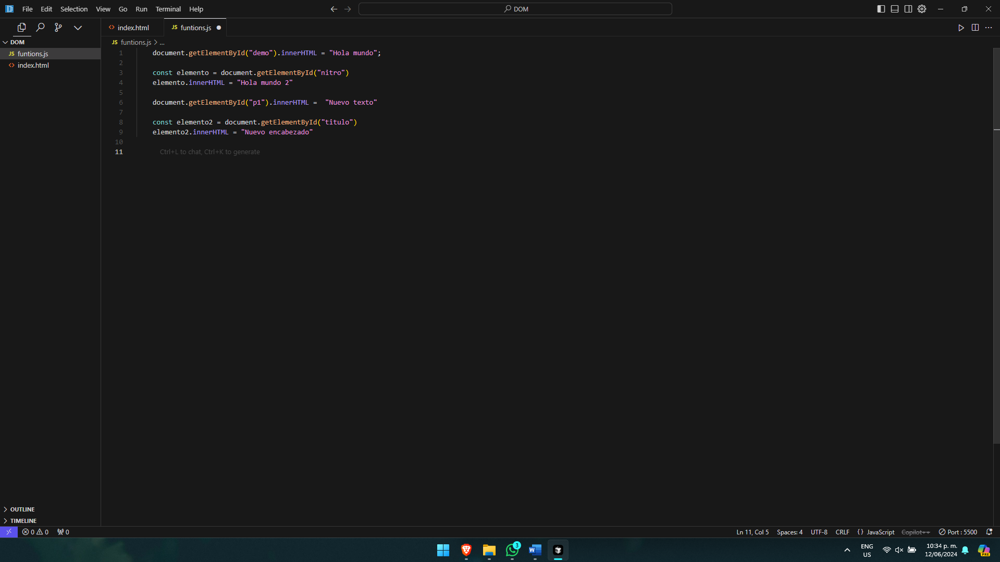 File Edit Selection View Go Run Terminal Help
DOM
index.html
JS funtions.js
DOM
JS funtions.js > ...
JS funtions.js
index.html
1 document.getElementById("demo").innerHTML = "Hola mundo";
2
3 const elemento = document.getElementById("nitro")
4 elemento.innerHTML = "Hola mundo 2"
5
6 document.getElementById("p1").innerHTML =  "Nuevo texto"
7
8 const elemento2 = document.getElementById("titulo")
9 elemento2.innerHTML = "Nuevo encabezado"
10
11 Ctrl+L to chat, Ctrl+K to generate
OUTLINE
TIMELINE
0 0 0
Ln 11, Col 5 Spaces: 4 UTF-8 CRLF {} JavaScript Copilot++ Port : 5500
3
W
ENG
US
10:34 p. m.
12/06/2024
PRE